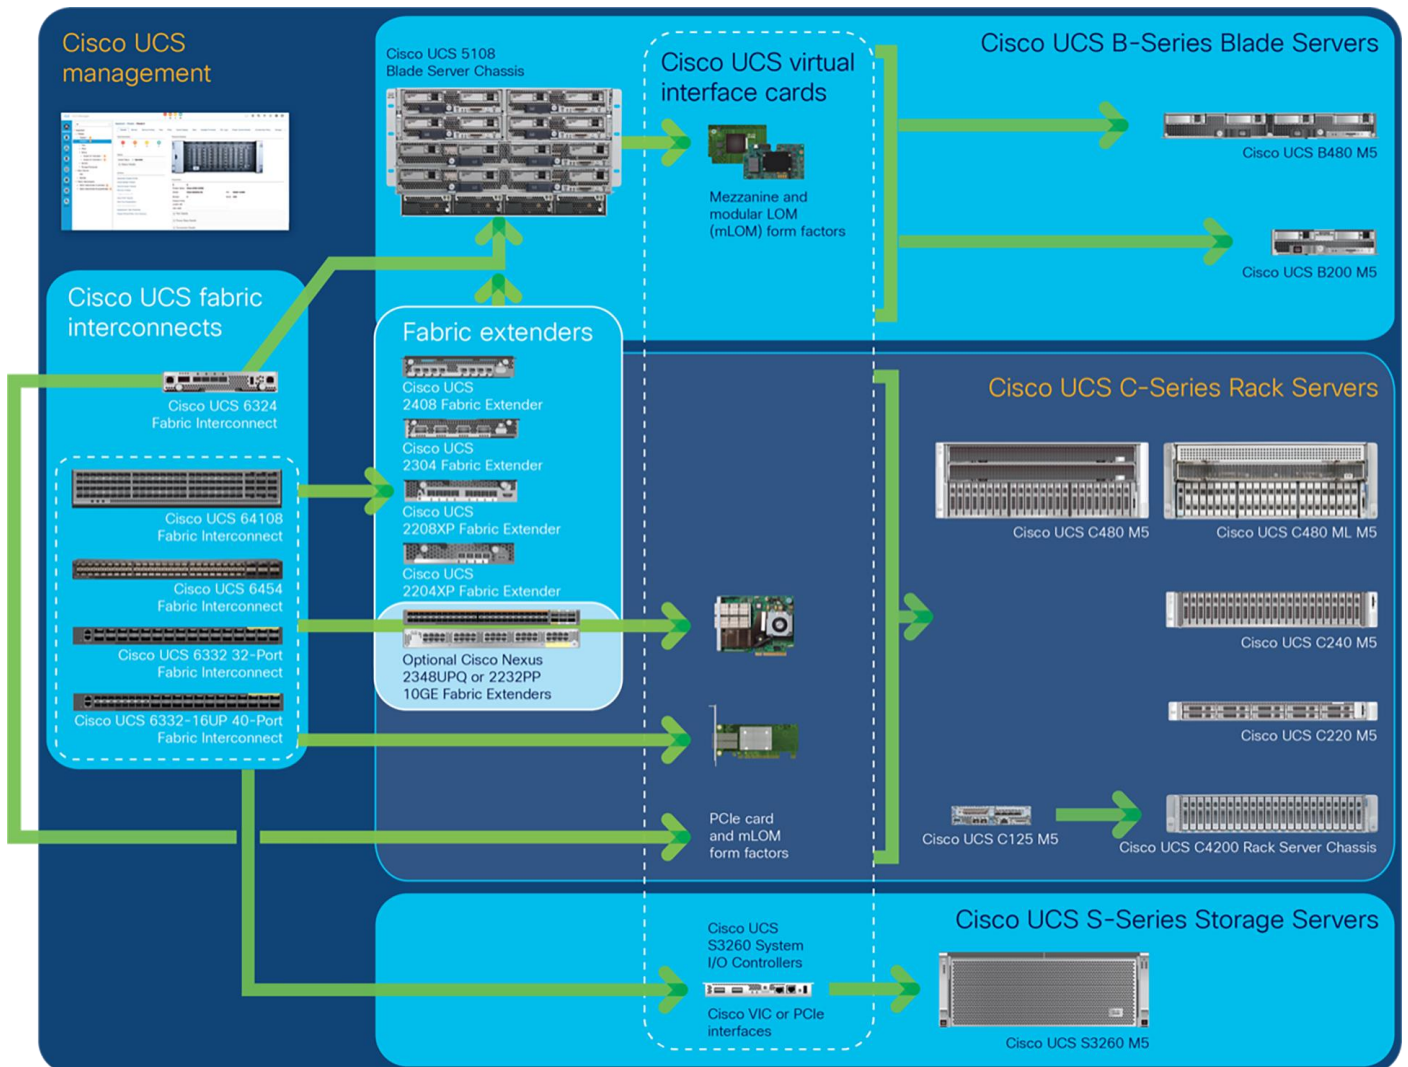 Cisco UCS
management
Cisco UCS fabric
interconnects
Cisco UCS 6324
Fabric Interconnect
Cisco UCS 64108
Fabric Interconnect
Cisco UCS 6454
Fabric Interconnect
Cisco UCS 6332 32-Port
Fabric Interconnect
Cisco UCS 6332-16UP 40-Port
Fabric Interconnect
Cisco UCS 5108
Blade Server Chassis
Fabric extenders
Cisco UCS
2408 Fabric Extender
Cisco UCS
2304 Fabric Extender
Cisco UCS
2208XP Fabric Extender
Cisco UCS
2204XP Fabric Extender
Optional Cisco Nexus
2348UPQ or 2232PP
10GE Fabric Extenders
Cisco UCS virtual
interface cards
Mezzanine and
modular LOM
(mLOM) form factors
PCIe card
and mLOM
form factors
Cisco UCS
S3260 System
I/O Controllers
Cisco VIC or PCIe
interfaces
Cisco UCS B-Series Blade Servers
Cisco UCS B480 M5
Cisco UCS B200 M5
Cisco UCS C-Series Rack Servers
Cisco UCS C480 M5
Cisco UCS C480 ML M5
Cisco UCS C240 M5
Cisco UCS C220 M5
Cisco UCS C125 M5
Cisco UCS C4200 Rack Server Chassis
Cisco UCS S-Series Storage Servers
Cisco UCS S3260 M5